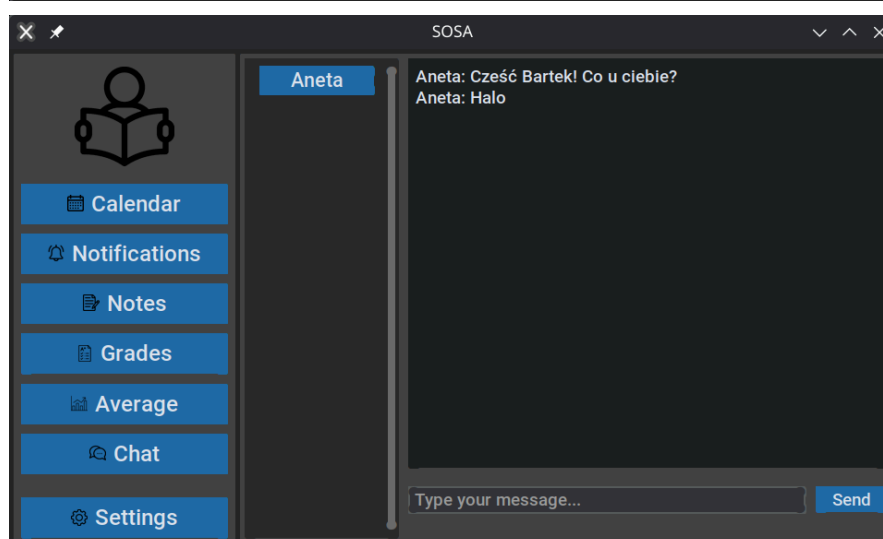 SOSA
Calendar
Notifications
Notes
Grades
Average
Chat
Settings
Aneta
Aneta: Cześć Bartek! Co u ciebie?
Aneta: Halo
Type your message...
Send